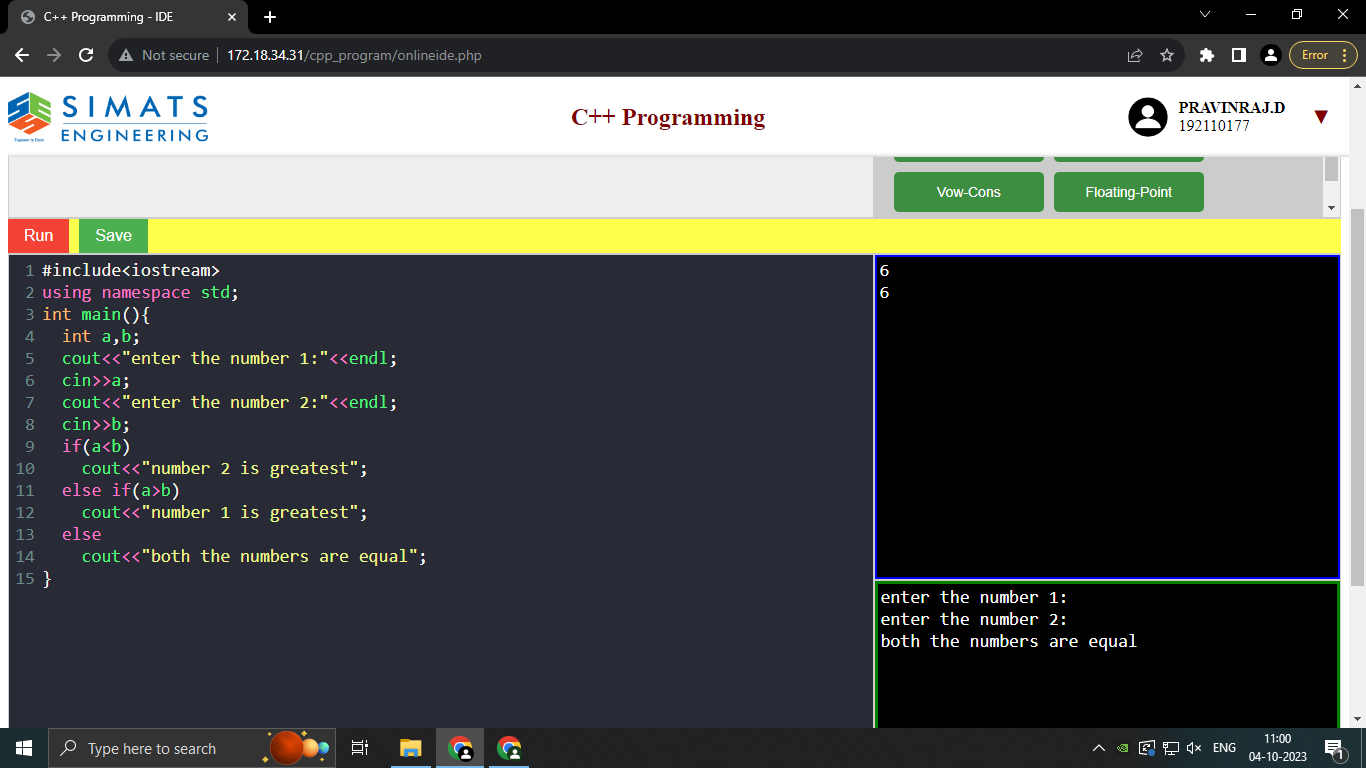 C++ Programming - IDE
Not secure 172.18.34.31/cpp_program/onlineide.php
Error
SIMATS
ENGINEERING
Engineer to Excel
C++ Programming
PRAVINRAJ.D
192110177
Vow-Cons
Floating-Point
Run
Save
1 #include<iostream>
2 using namespace std;
3 int main(){
4 int a,b;
5 cout<<"enter the number 1:"<<endl;
6 cin>>a;
7 cout<<"enter the number 2:"<<endl;
8 cin>>b;
9 if(a<b)
10 cout<<"number 2 is greatest";
11 else if(a>b)
12 cout<<"number 1 is greatest";
13 else
14 cout<<"both the numbers are equal";
15 }
6
6
enter the number 1:
enter the number 2:
both the numbers are equal
Type here to search
ENG
11:00
04-10-2023
1